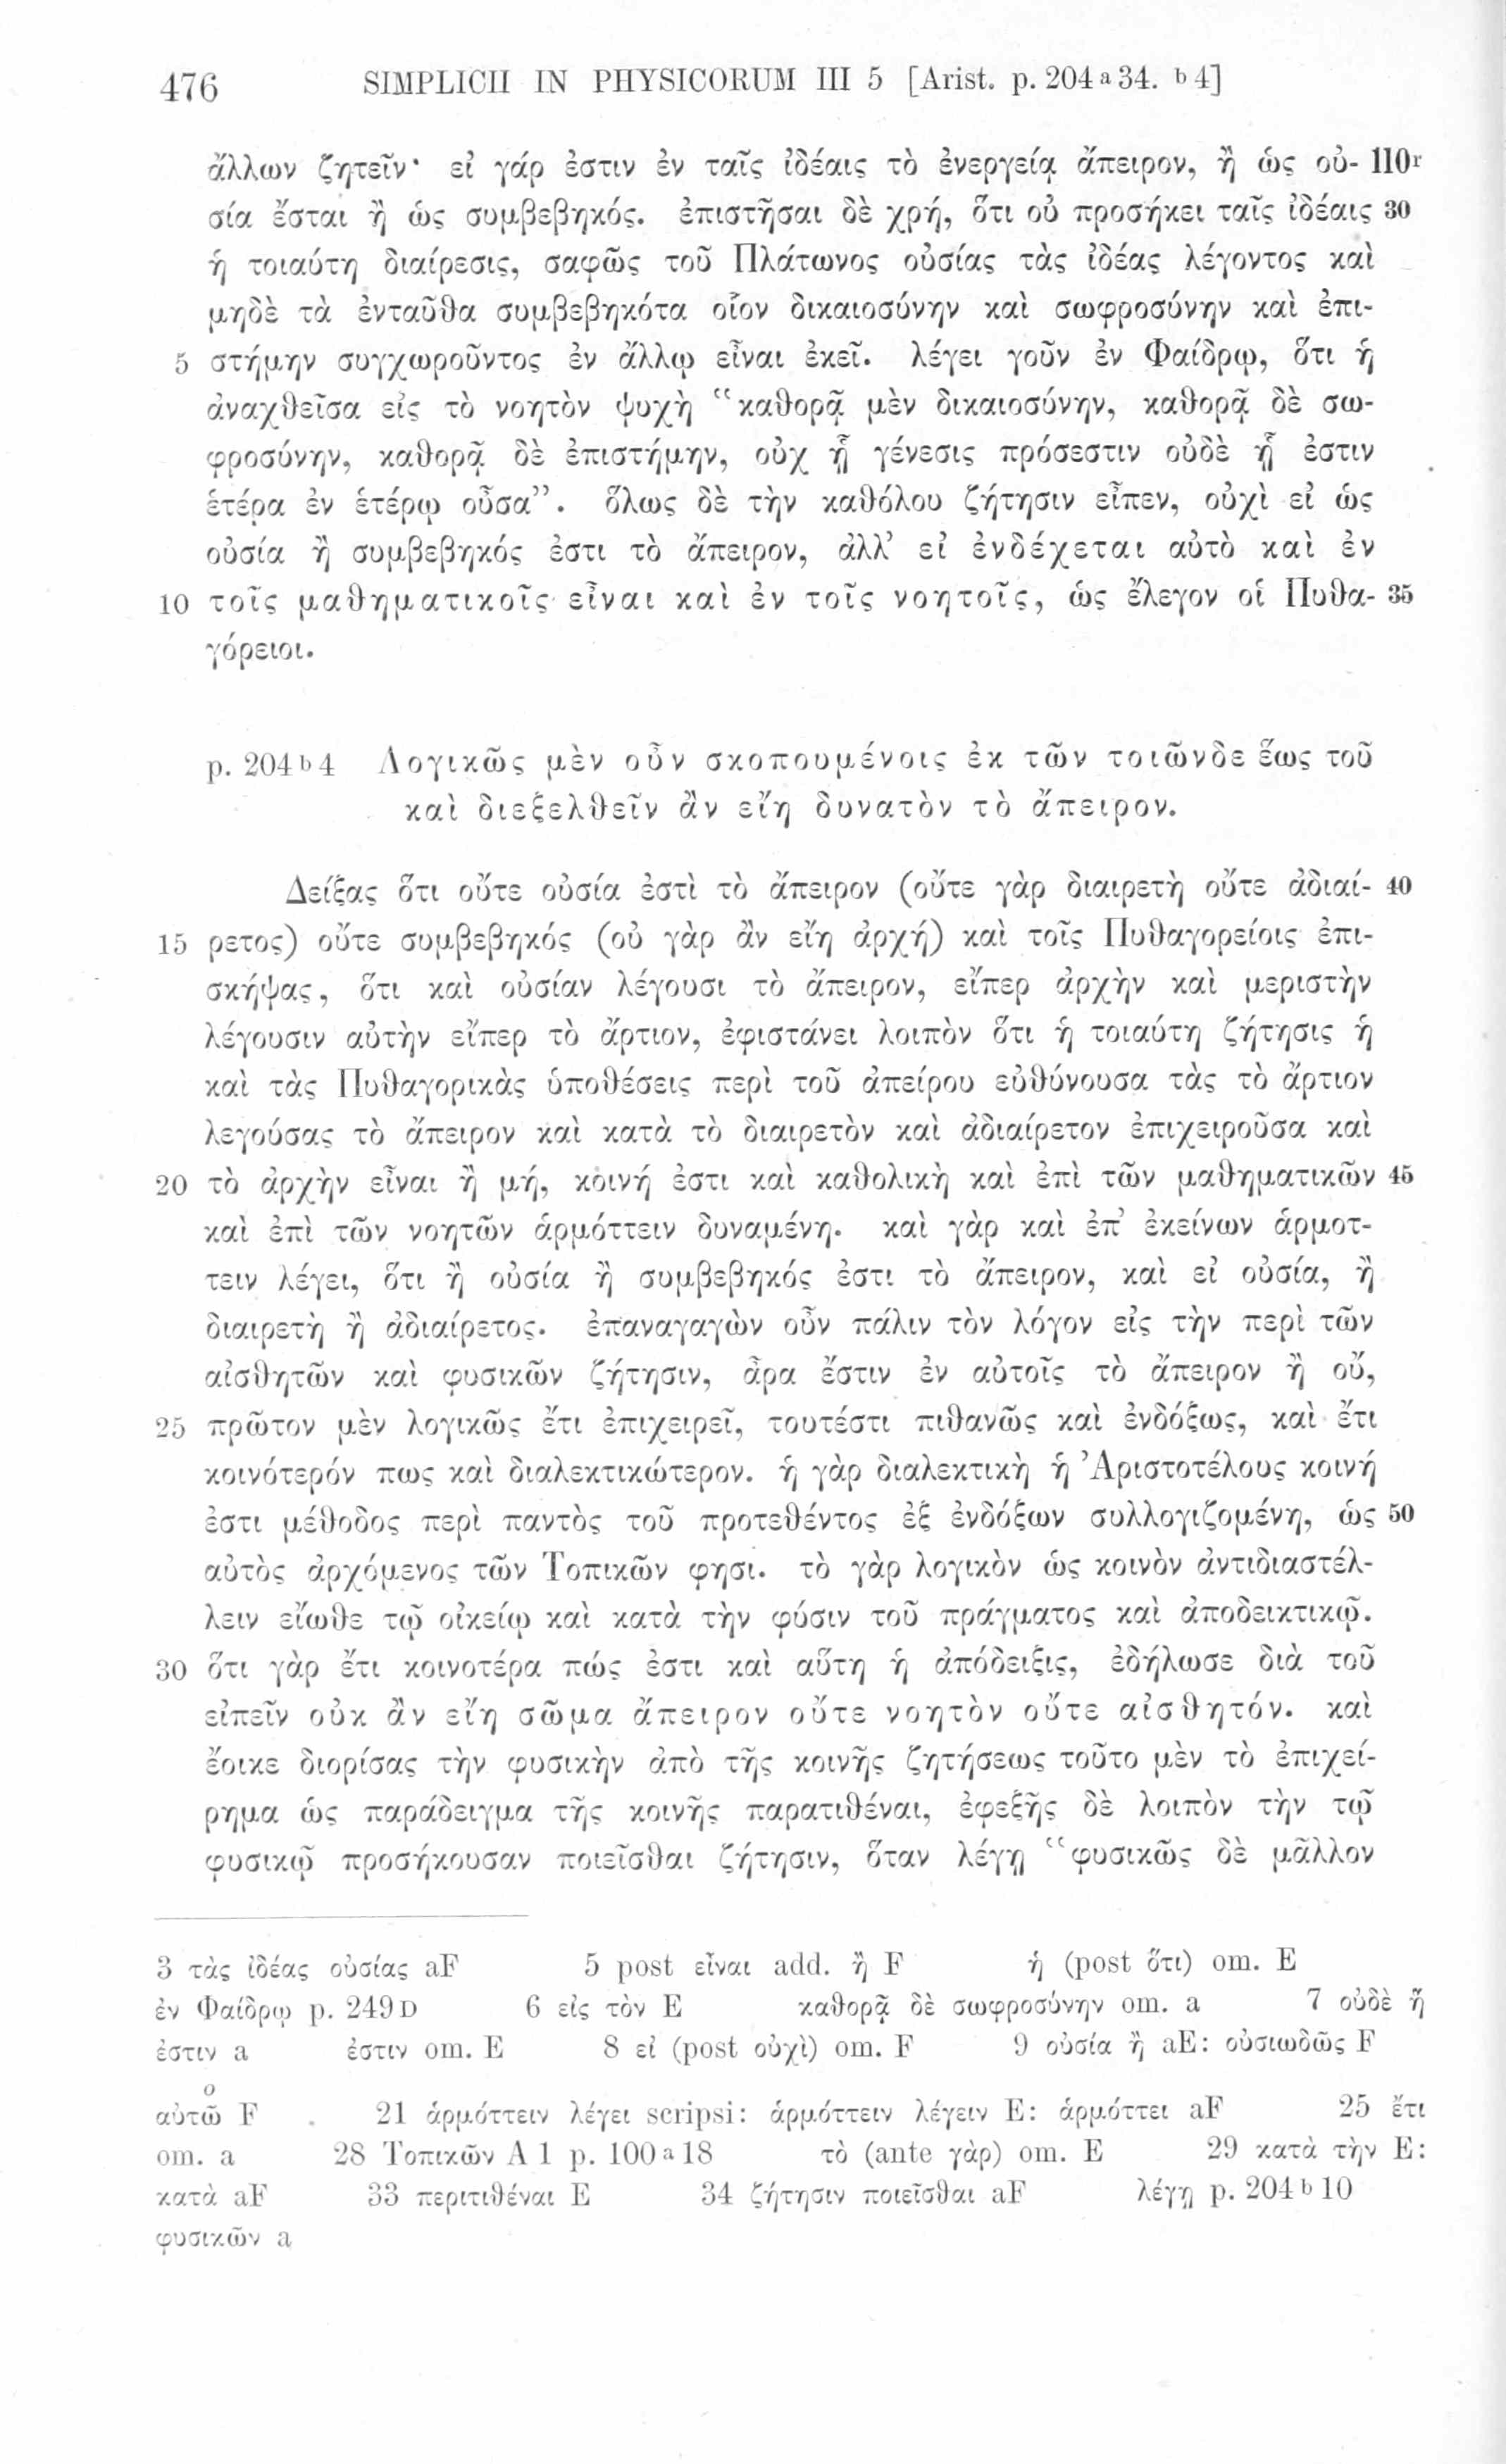 476 SIMPLICII IN PHYSICORUM III 5 [Arist. p. 204 a 34. b 4]
ἄλλων ζητεῖν· εἰ γάρ ἐστιν ἐν ταῖς ἰδέαις τὸ ἐνεργείᾳ ἄπειρον, ἢ ὡς οὐ- 110r
σία ἔσται ἢ ὡς συμβεβηκός. ἐπιστῆσαι δὲ χρή, ὅτι οὐ προσήκει ταῖς ἰδέαις 30
ἡ τοιαύτη διαίρεσις, σαφῶς τοῦ Πλάτωνος οὐσίας τὰς ἰδέας λέγοντος καὶ
μηδὲ τὰ ἐνταῦθα συμβεβηκότα οἷον δικαιοσύνην καὶ σωφροσύνην καὶ ἐπι-
5 στήμην συγχωροῦντος ἐν ἄλλῳ εἶναι ἐκεῖ. λέγει γοῦν ἐν Φαίδρῳ, ὅτι ἡ
ἀναχθεῖσα εἰς τὸ νοητὸν ψυχὴ “καθορᾷ μὲν δικαιοσύνην, καθορᾷ δὲ σω-
φροσύνην, καθορᾷ δὲ ἐπιστήμην, οὐχ ᾗ γένεσις πρόσεστιν οὐδὲ ᾗ ἐστιν
ἑτέρα ἐν ἑτέρῳ οὖσα”. ὅλως δὲ τὴν καθόλου ζήτησιν εἶπεν, οὐχὶ εἰ ὡς
οὐσία ἢ συμβεβηκός ἐστι τὸ ἄπειρον, ἀλλ’ εἰ ἐνδέχεται αὐτὸ καὶ ἐν
10 τοῖς μαθηματικοῖς εἶναι καὶ ἐν τοῖς νοητοῖς, ὡς ἔλεγον οἱ Πυθα- 35
γόρειοι.
p. 204 b 4 Λογικῶς μὲν οὖν σκοπουμένοις ἐκ τῶν τοιῶνδε ἕως τοῦ
καὶ διεξελθεῖν ἂν εἴη δυνατὸν τὸ ἄπειρον.
Δείξας ὅτι οὔτε οὐσία ἐστὶ τὸ ἄπειρον (οὔτε γὰρ διαιρετὴ οὔτε ἀδιαί- 40
15 ρετος) οὔτε συμβεβηκός (οὐ γὰρ ἂν εἴη ἀρχή) καὶ τοῖς Πυθαγορείοις ἐπι-
σκήψας, ὅτι καὶ οὐσίαν λέγουσι τὸ ἄπειρον, εἴπερ ἀρχὴν καὶ μεριστὴν
λέγουσιν αὐτὴν εἴπερ τὸ ἄρτιον, ἐφιστάνει λοιπὸν ὅτι ἡ τοιαύτη ζήτησις ἡ
καὶ τὰς Πυθαγορικὰς ὑποθέσεις περὶ τοῦ ἀπείρου εὐθύνουσα τὰς τὸ ἄρτιον
λεγούσας τὸ ἄπειρον καὶ κατὰ τὸ διαιρετὸν καὶ ἀδιαίρετον ἐπιχειροῦσα καὶ
20 τὸ ἀρχὴν εἶναι ἢ μή, κοινή ἐστι καὶ καθολικὴ καὶ ἐπὶ τῶν μαθηματικῶν 45
καὶ ἐπὶ τῶν νοητῶν ἁρμόττειν δυναμένη. καὶ γὰρ καὶ ἐπ’ ἐκείνων ἁρμότ-
τειν λέγει, ὅτι ἢ οὐσία ἢ συμβεβηκός ἐστι τὸ ἄπειρον, καὶ εἰ οὐσία, ἢ
διαιρετὴ ἢ ἀδιαίρετος. ἐπαναγαγὼν οὖν πάλιν τὸν λόγον εἰς τὴν περὶ τῶν
αἰσθητῶν καὶ φυσικῶν ζήτησιν, ἆρα ἔστιν ἐν αὐτοῖς τὸ ἄπειρον ἢ οὔ,
25 πρῶτον μὲν λογικῶς ἔτι ἐπιχειρεῖ, τουτέστι πιθανῶς καὶ ἐνδόξως, καὶ ἔτι
κοινότερόν πως καὶ διαλεκτικώτερον. ἡ γὰρ διαλεκτικὴ ἡ Ἀριστοτέλους κοινή
ἐστι μέθοδος περὶ παντὸς τοῦ προτεθέντος ἐξ ἐνδόξων συλλογιζομένη, ὡς 50
αὐτὸς ἀρχόμενος τῶν Τοπικῶν φησι. τὸ γὰρ λογικὸν ὡς κοινὸν ἀντιδιαστέλ-
λειν εἴωθε τῷ οἰκείῳ καὶ κατὰ τὴν φύσιν τοῦ πράγματος καὶ ἀποδεικτικῷ.
30 ὅτι γὰρ ἔτι κοινοτέρα πώς ἐστι καὶ αὕτη ἡ ἀπόδειξις, ἐδήλωσε διὰ τοῦ
εἰπεῖν οὐκ ἂν εἴη σῶμα ἄπειρον οὔτε νοητὸν οὔτε αἰσθητόν. καὶ
ἔοικε διορίσας τὴν φυσικὴν ἀπὸ τῆς κοινῆς ζητήσεως τοῦτο μὲν τὸ ἐπιχεί-
ρημα ὡς παράδειγμα τῆς κοινῆς παρατιθέναι, ἐφεξῆς δὲ λοιπὸν τὴν τῷ
φυσικῷ προσήκουσαν ποιεῖσθαι ζήτησιν, ὅταν λέγῃ “φυσικῶς δὲ μᾶλλον
3 τὰς ἰδέας οὐσίας aF 5 post εἶναι add. ἢ F ἡ (post ὅτι) om. E
ἐν Φαίδρῳ p. 249 D 6 εἰς τὸν E καθορᾷ δὲ σωφροσύνην om. a 7 οὐδὲ ἥ
ἐστιν a ἐστιν om. E 8 εἰ (post οὐχὶ) om. F 9 οὐσία ἢ aE: οὐσιωδῶς F
ο
αὐτῶ F 21 ἁρμόττειν λέγει scripsi: ἁρμόττειν λέγειν E: ἁρμόττει aF 25 ἔτι
om. a 28 Τοπικῶν A 1 p. 100 a 18 τὸ (ante γὰρ) om. E 29 κατὰ τὴν E:
κατὰ aF 33 περιτιθέναι E 34 ζήτησιν ποιεῖσθαι aF λέγῃ p. 204 b 10
φυσικῶν a